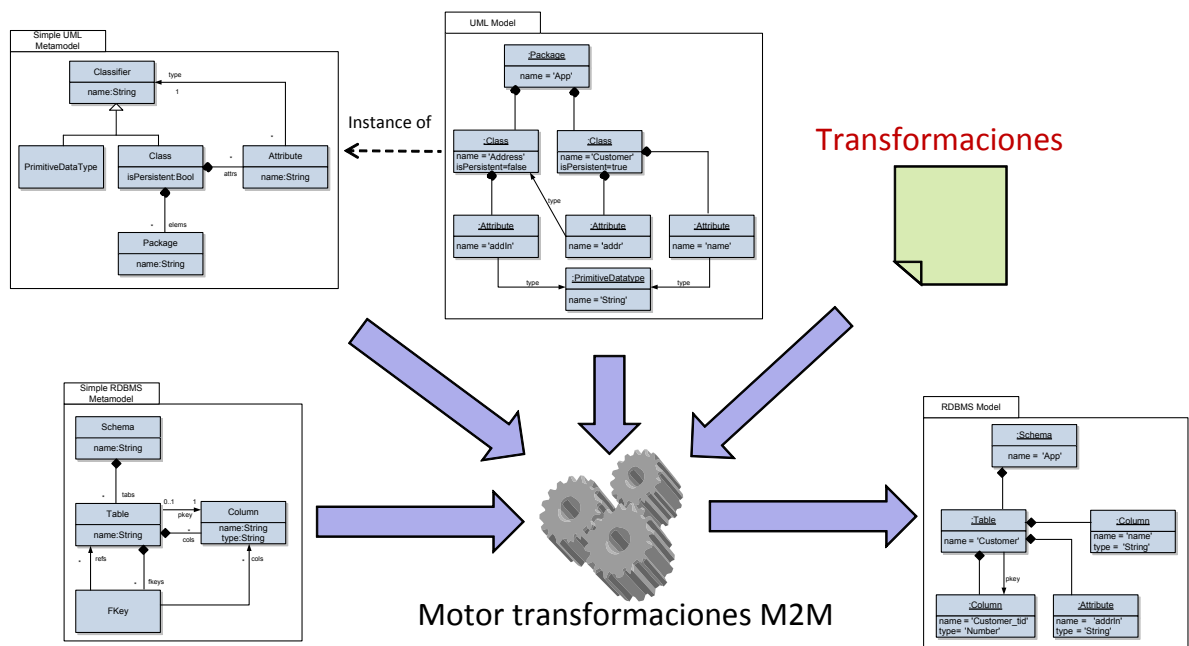 Simple UML
Metamodel
Classifier
name:String
type
1
*
PrimitiveDataType
Class
isPersistent:Bool
*
attrs
Attribute
name:String
*
elems
Package
name:String
Instance of
UML Model
:Package
name = 'App'
:Class
name = 'Address'
isPersistent=false
:Class
name ='Customer'
isPersistent=true
type
:Attribute
name = 'addln'
:Attribute
name = 'addr'
:Attribute
name = 'name'
type
:PrimitiveDatatype
name = 'String'
type
Transformaciones
Simple RDBMS
Metamodel
Schema
name:String
*
tabs
Table
name:String
0..1
1
pkey
*
cols
Column
name:String
type:String
*
refs
*
fkeys
*
cols
FKey
Motor transformaciones M2M
RDBMS Model
:Schema
name = 'App'
:Table
name = 'Customer'
:Column
name = 'name'
type = 'String'
pkey
:Column
name = 'Customer_tid'
type= 'Number'
:Attribute
name = 'addrln'
type = 'String'